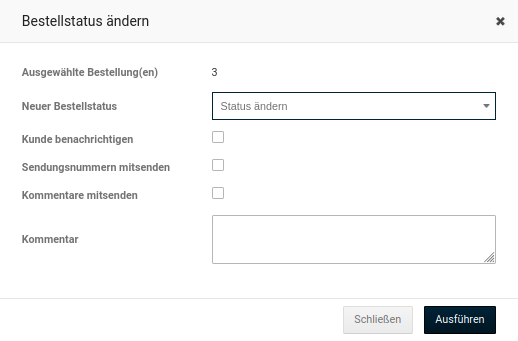 Bestellstatus ändern
Ausgewählte Bestellung(en) 3
Neuer Bestellstatus Status ändern
Kunde benachrichtigen
Sendungsnummern mitsenden
Kommentare mitsenden
Kommentar
Schließen Ausführen